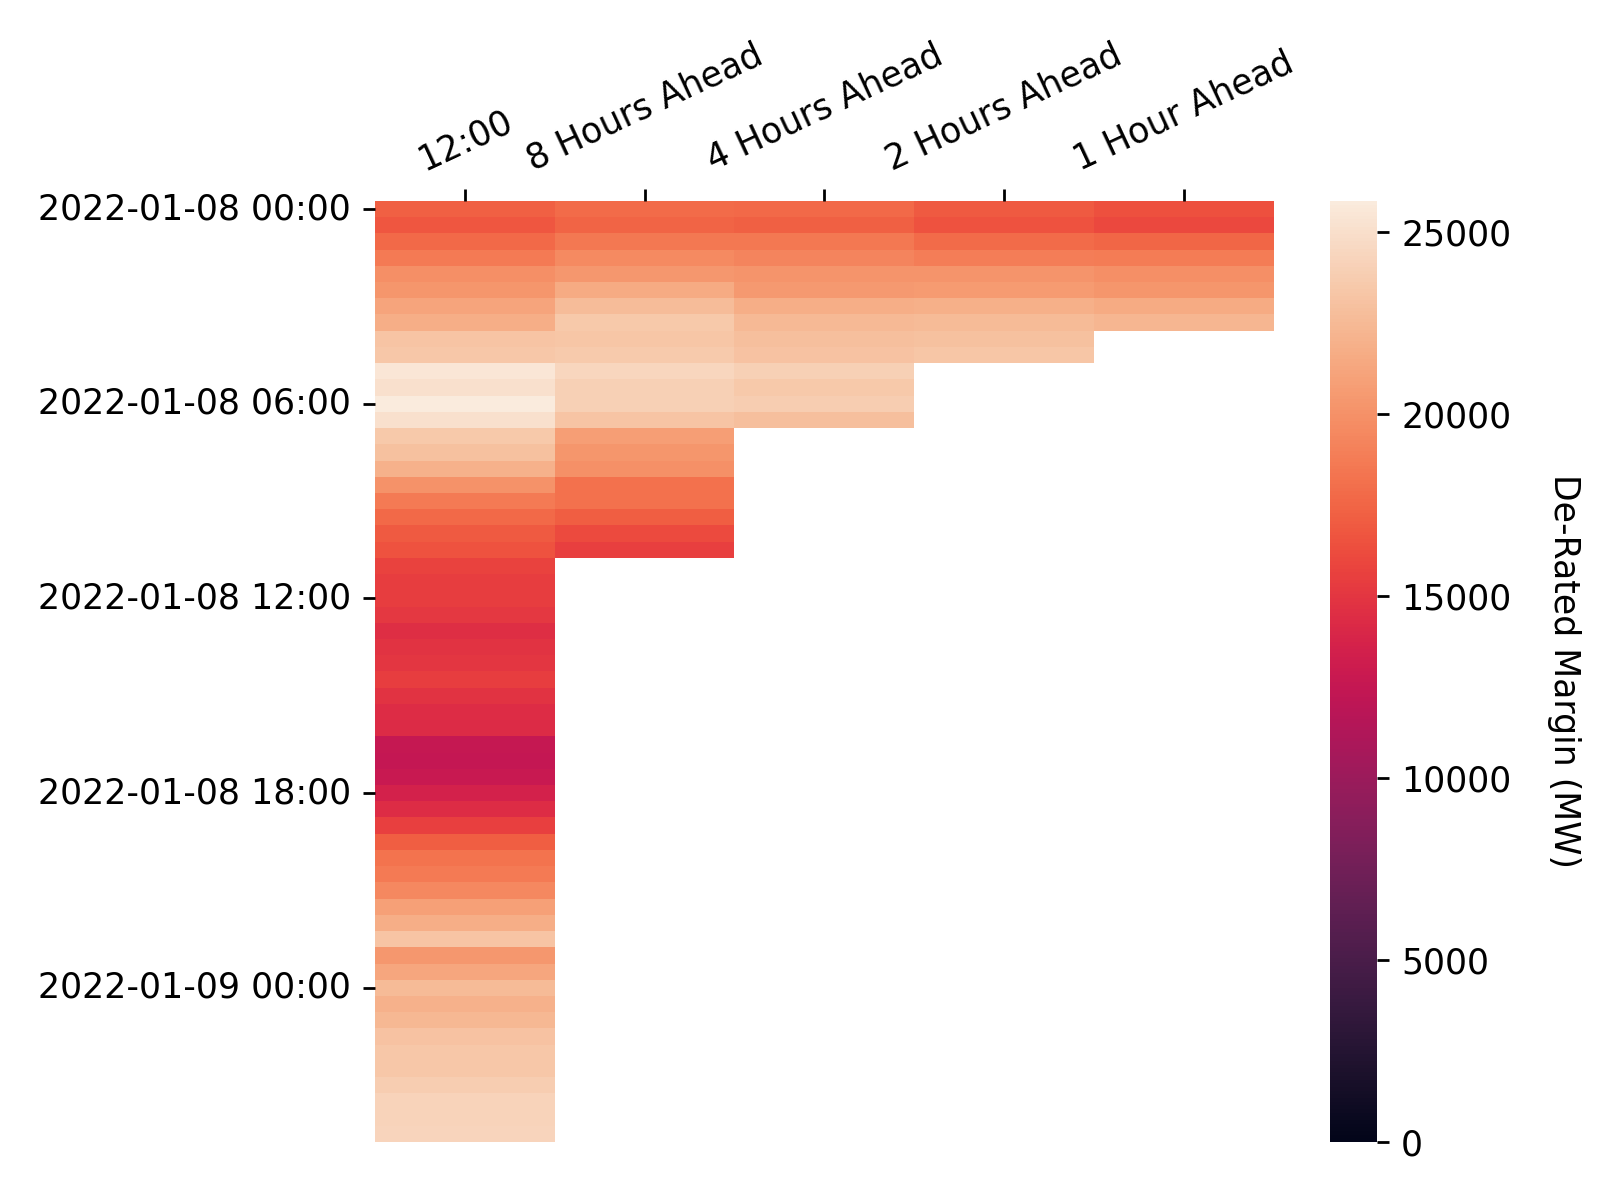 12:00
8 Hours Ahead
4 Hours Ahead
2 Hours Ahead
1 Hour Ahead
2022-01-08 00:00
2022-01-08 06:00
2022-01-08 12:00
2022-01-08 18:00
2022-01-09 00:00
25000
20000
15000
10000
5000
0
De-Rated Margin (MW)